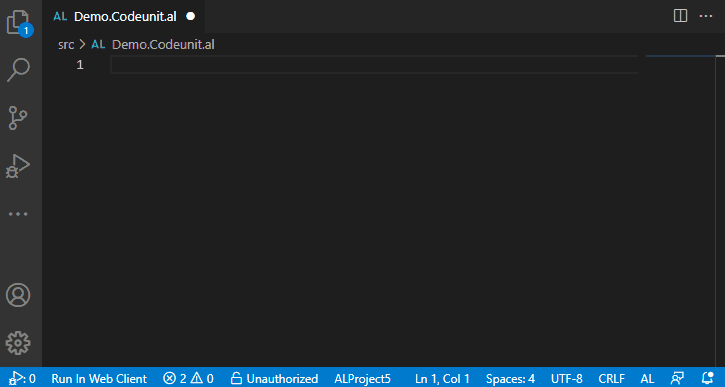 1
AL Demo.Codeunit.al
src > AL Demo.Codeunit.al
1
0 Run In Web Client 2 0 Unauthorized ALProject5 Ln 1, Col 1 Spaces: 4 UTF-8 CRLF AL